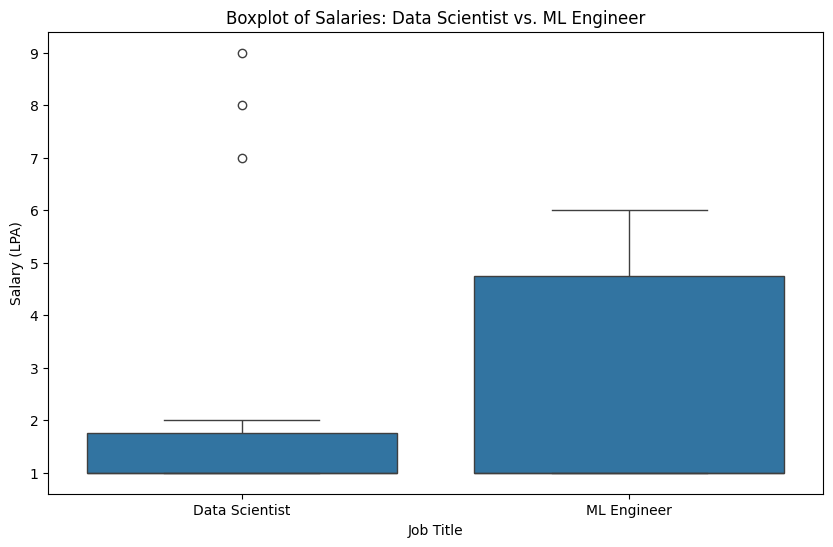 Boxplot of Salaries: Data Scientist vs. ML Engineer
Salary (LPA)
9
8
7
6
5
4
3
2
1
Data Scientist
ML Engineer
Job Title